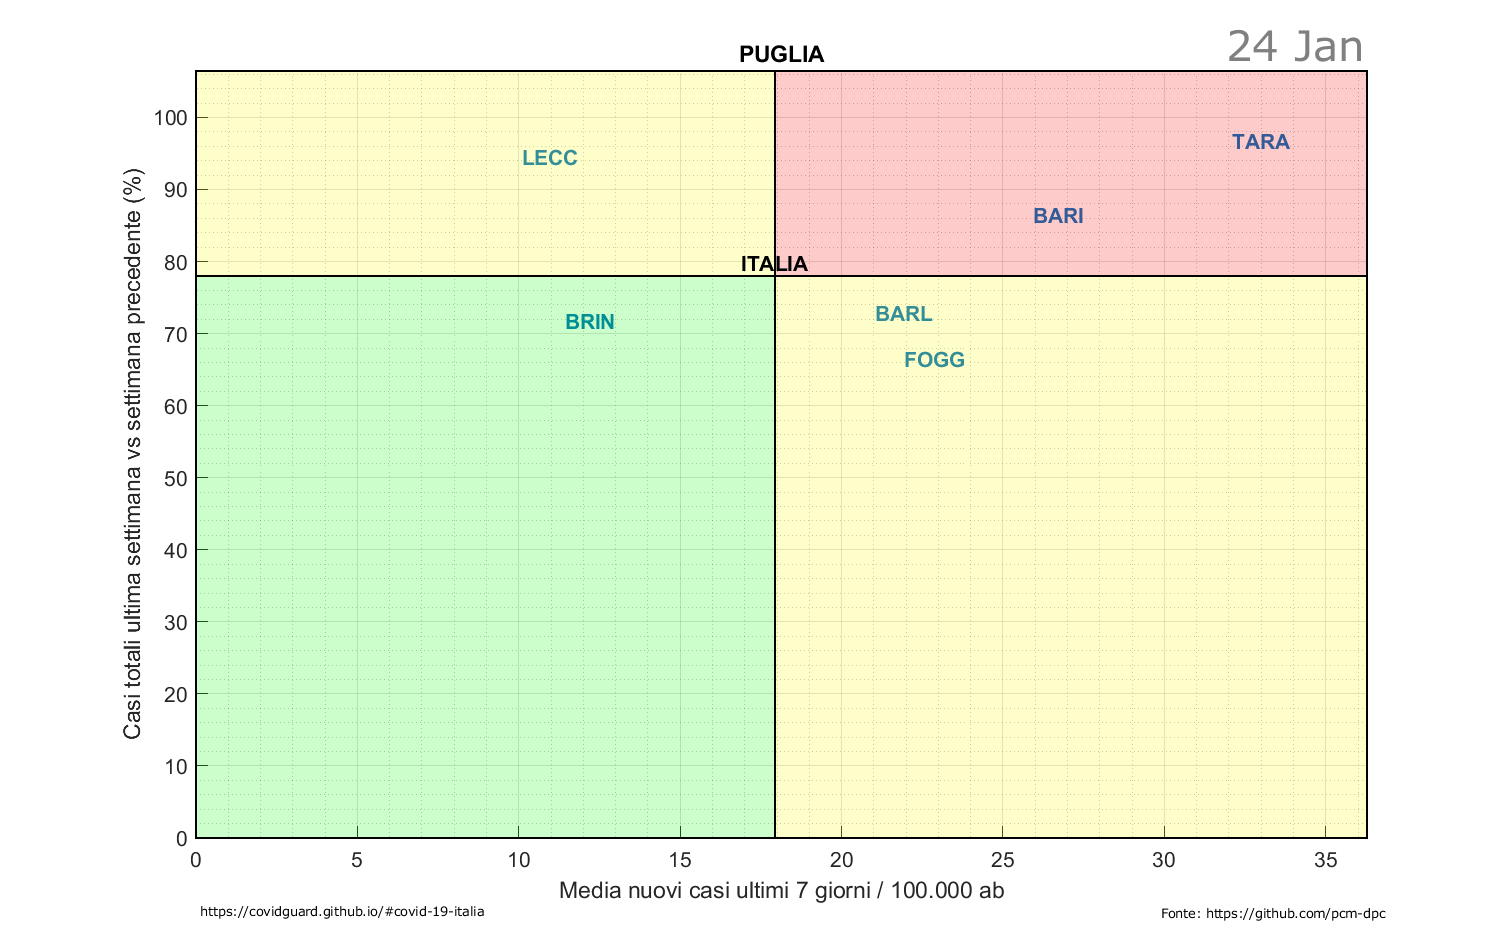 24 Jan
PUGLIA
100
90
80
70
60
50
40
30
20
10
0
Casi totali ultima settimana vs settimana precedente (%)
TARA
LECC
BARI
ITALIA
BARL
BRIN
FOGG
0 5 10 15 20 25 30 35
Media nuovi casi ultimi 7 giorni / 100.000 ab
https://covidguard.github.io/#covid-19-italia
Fonte: https://github.com/pcm-dpc